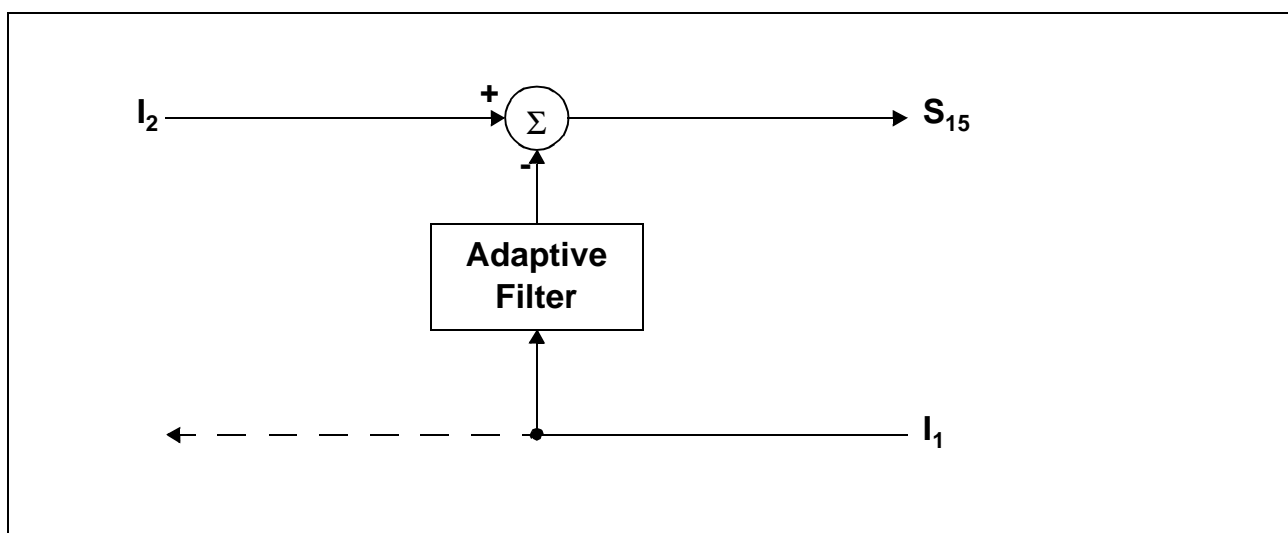 +
I₂ Σ S₁₅
-
Adaptive
Filter
I₁